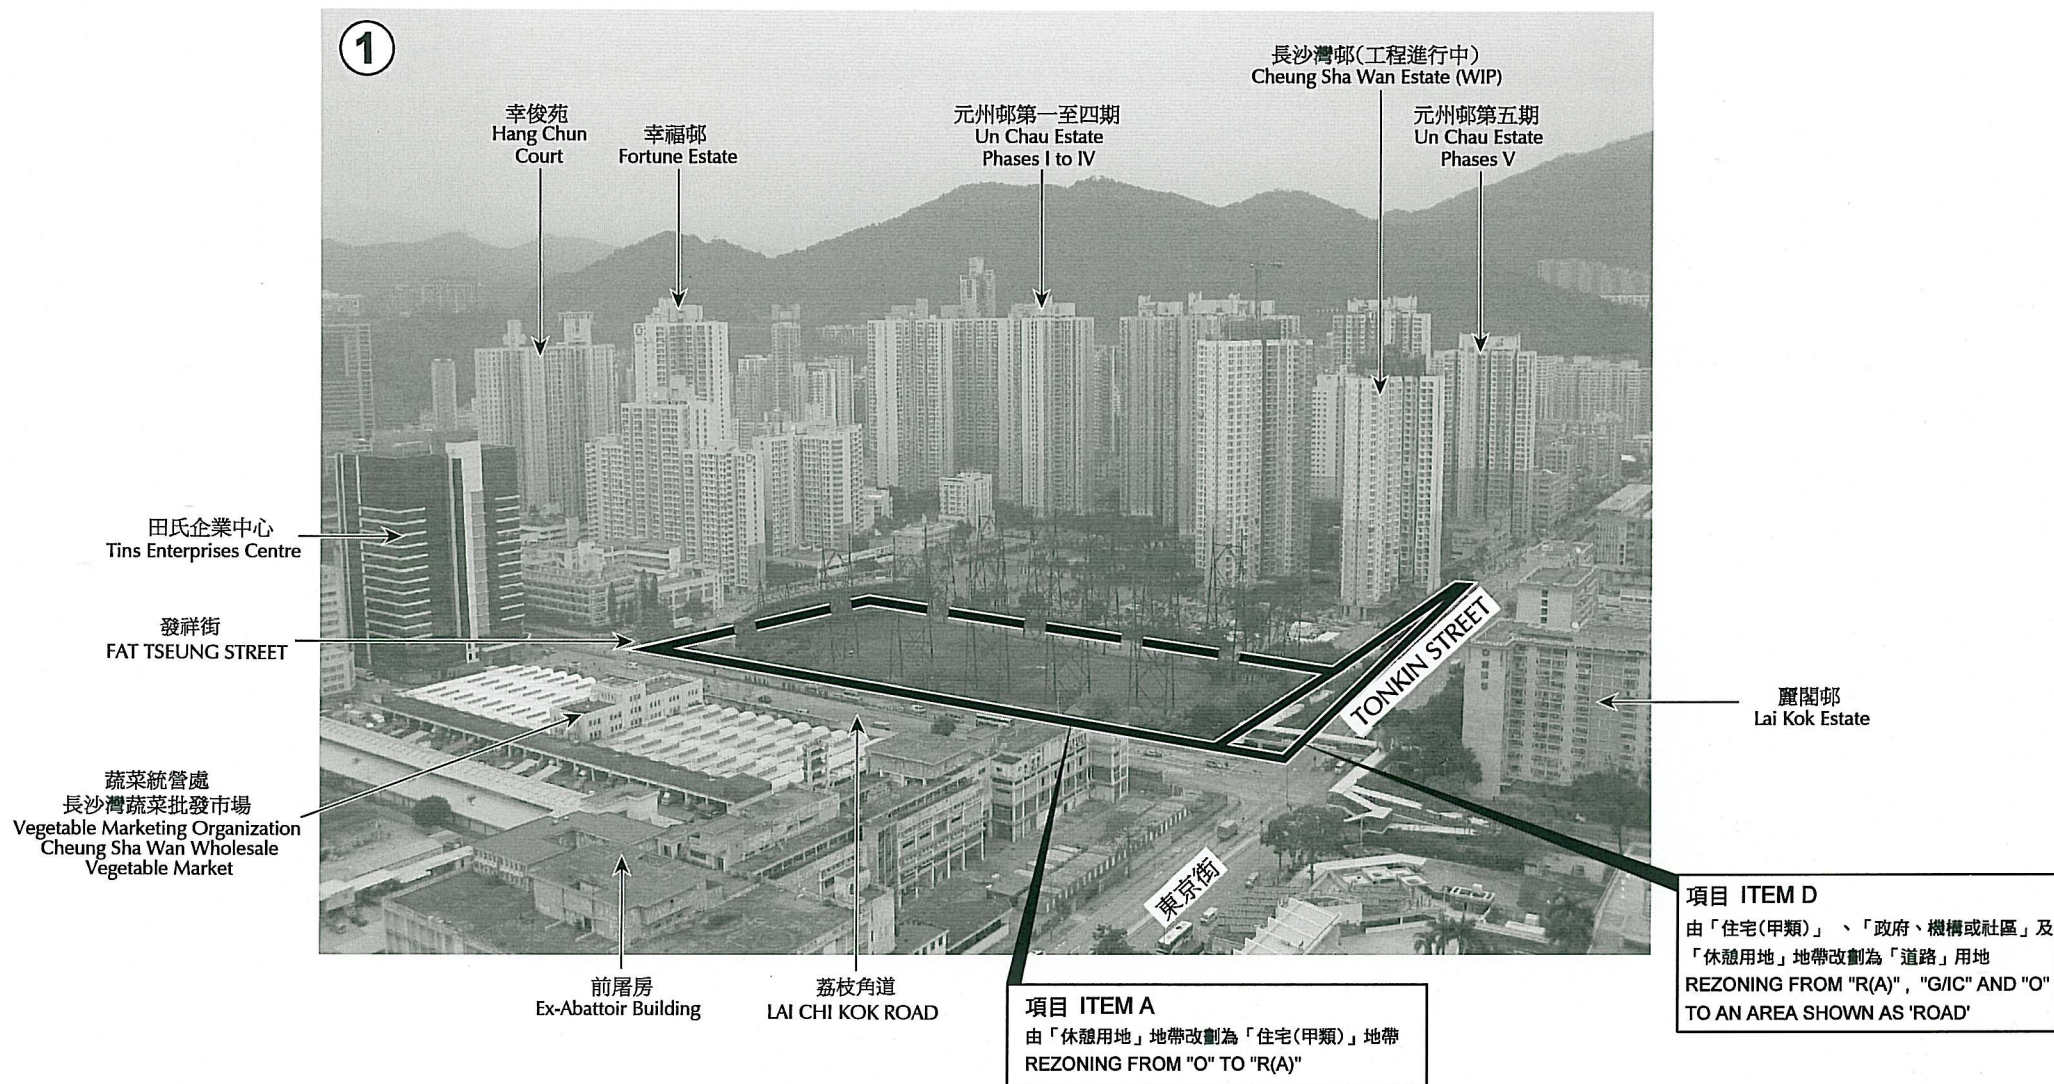 1
長沙灣邨(工程進行中)
Cheung Sha Wan Estate (WIP)
幸俊苑
Hang Chun
Court
幸福邨
Fortune Estate
元州邨第一至四期
Un Chau Estate
Phases I to IV
元州邨第五期
Un Chau Estate
Phases V
田氏企業中心
Tins Enterprises Centre
發祥街
FAT TSEUNG STREET
TONKIN STREET
麗閣邨
Lai Kok Estate
蔬菜統營處
長沙灣蔬菜批發市場
Vegetable Marketing Organization
Cheung Sha Wan Wholesale
Vegetable Market
東京街
前屠房
Ex-Abattoir Building
荔枝角道
LAI CHI KOK ROAD
項目 ITEM A
由「休憩用地」地帶改劃為「住宅(甲類)」地帶
REZONING FROM "O" TO "R(A)"
項目 ITEM D
由「住宅(甲類)」、「政府、機構或社區」及
「休憩用地」地帶改劃為「道路」用地
REZONING FROM "R(A)" , "G/IC" AND "O"
TO AN AREA SHOWN AS 'ROAD'